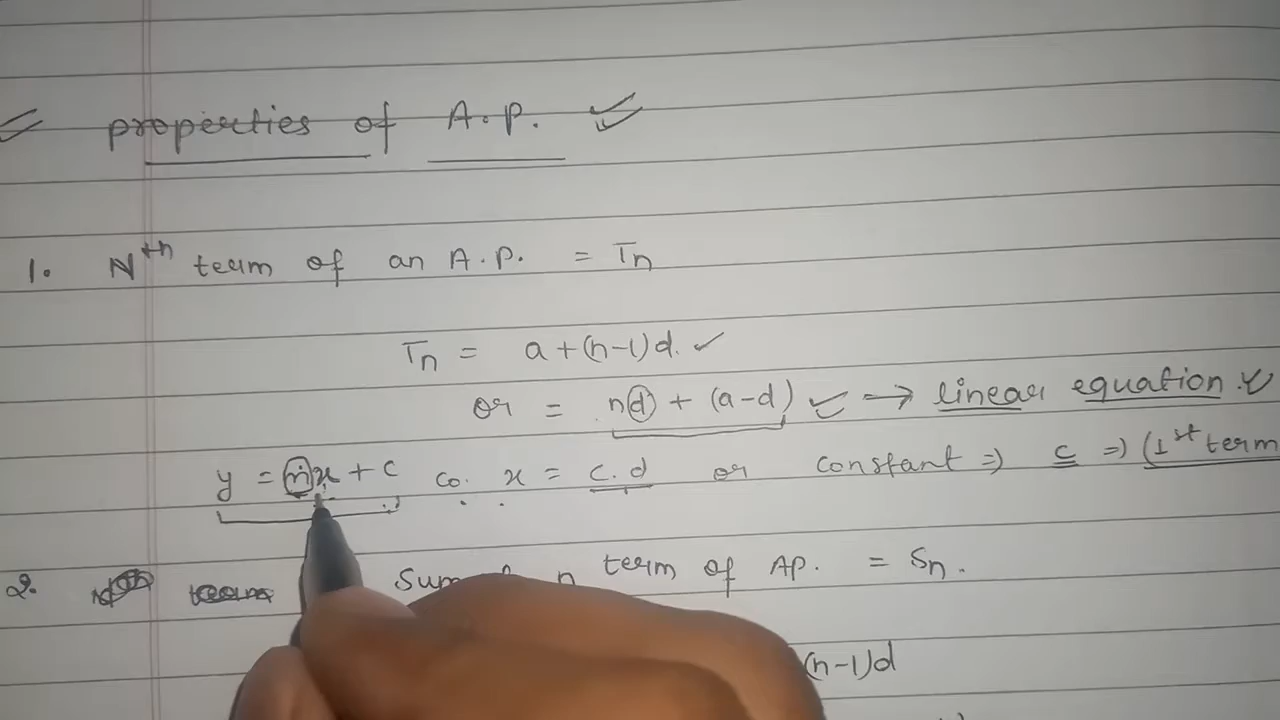 properties of A.P.
1. Nth term of an A.P. = Tn
Tn = a+(n-1)d.
or = nd + (a-d) → linear equation.
y = mx + c co. x = c.d or constant ⇒ c ⇒ (1st term
2. Sum n term of AP. = Sn.
(n-1)d